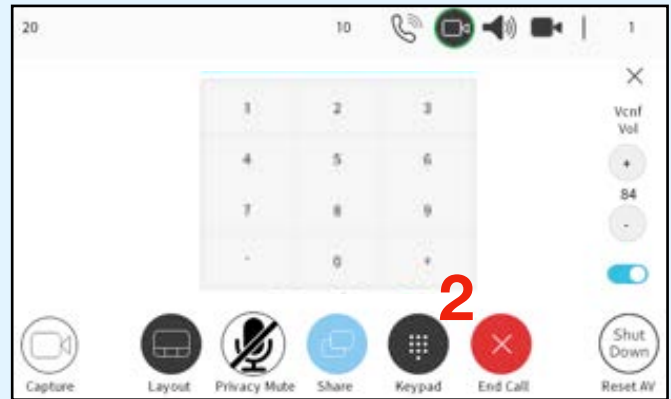 20 10 1
1 2 3
Vcnf
Vol
4 5 6
+
84
7 8 9
-
- 0 +
2
Shut
Down
Capture Layout Privacy Mute Share Keypad End Call Reset AV